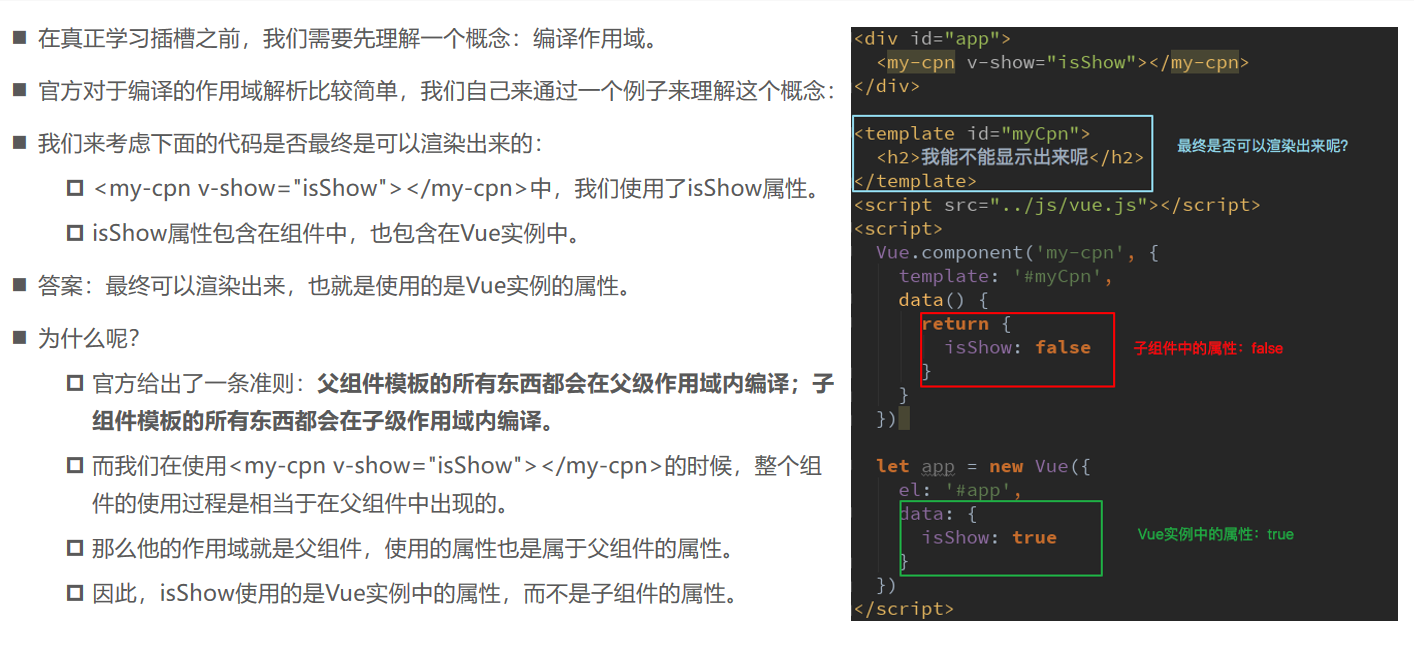 在真正学习插槽之前，我们需要先理解一个概念：编译作用域。
官方对于编译的作用域解析比较简单，我们自己来通过一个例子来理解这个概念：
我们来考虑下面的代码是否最终是可以渲染出来的：
<my-cpn v-show="isShow"></my-cpn>中，我们使用了isShow属性。
isShow属性包含在组件中，也包含在Vue实例中。
答案：最终可以渲染出来，也就是使用的是Vue实例的属性。
为什么呢？
官方给出了一条准则：父组件模板的所有东西都会在父级作用域内编译；子
组件模板的所有东西都会在子级作用域内编译。
而我们在使用<my-cpn v-show="isShow"></my-cpn>的时候，整个组
件的使用过程是相当于在父组件中出现的。
那么他的作用域就是父组件，使用的属性也是属于父组件的属性。
因此，isShow使用的是Vue实例中的属性，而不是子组件的属性。
<div id="app">
<my-cpn v-show="isShow"></my-cpn>
</div>
<template id="myCpn">
<h2>我能不能显示出来呢</h2>
最终是否可以渲染出来呢?
</template>
<script src="../js/vue.js"></script>
<script>
Vue.component('my-cpn', {
template: '#myCpn',
data() {
return {
isShow: false
子组件中的属性：false
}
}
})
let app = new Vue({
el: '#app',
data: {
isShow: true
Vue实例中的属性：true
}
})
</script>